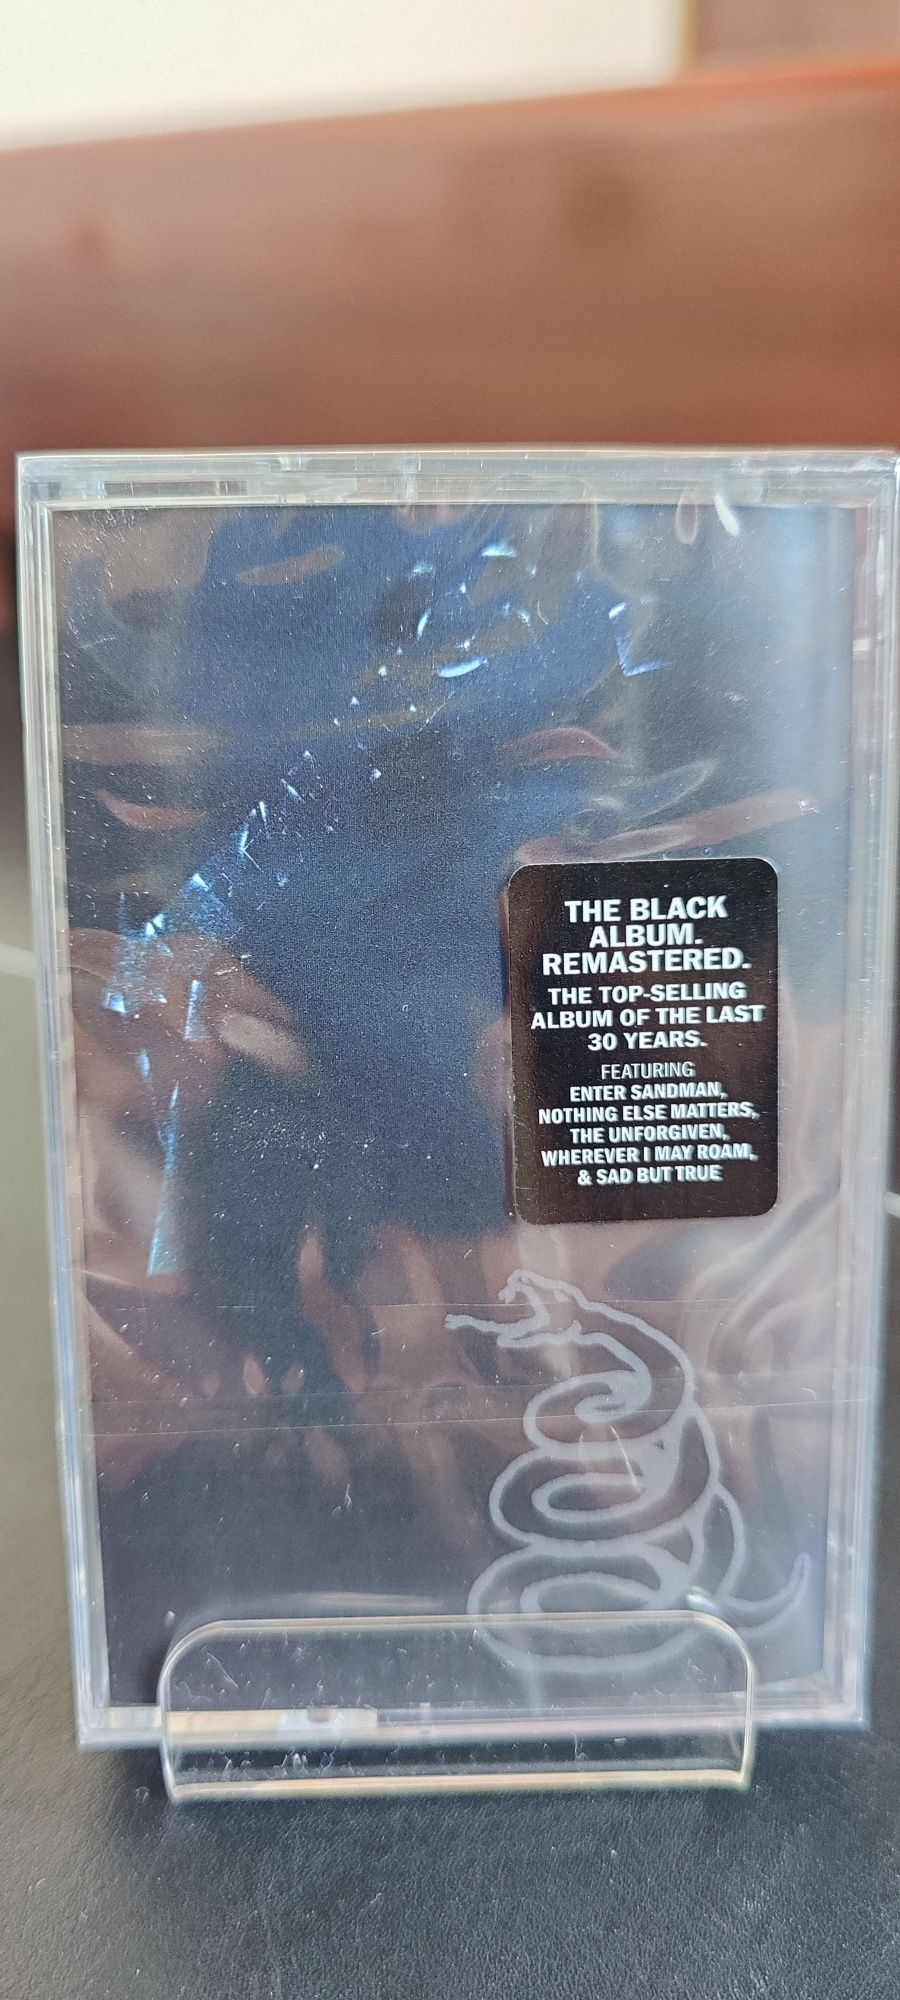 THE BLACK
ALBUM.
REMASTERED.
THE TOP-SELLING
ALBUM OF THE LAST
30 YEARS.
FEATURING
ENTER SANDMAN,
NOTHING ELSE MATTERS,
THE UNFORGIVEN,
WHEREVER I MAY ROAM,
& SAD BUT TRUE